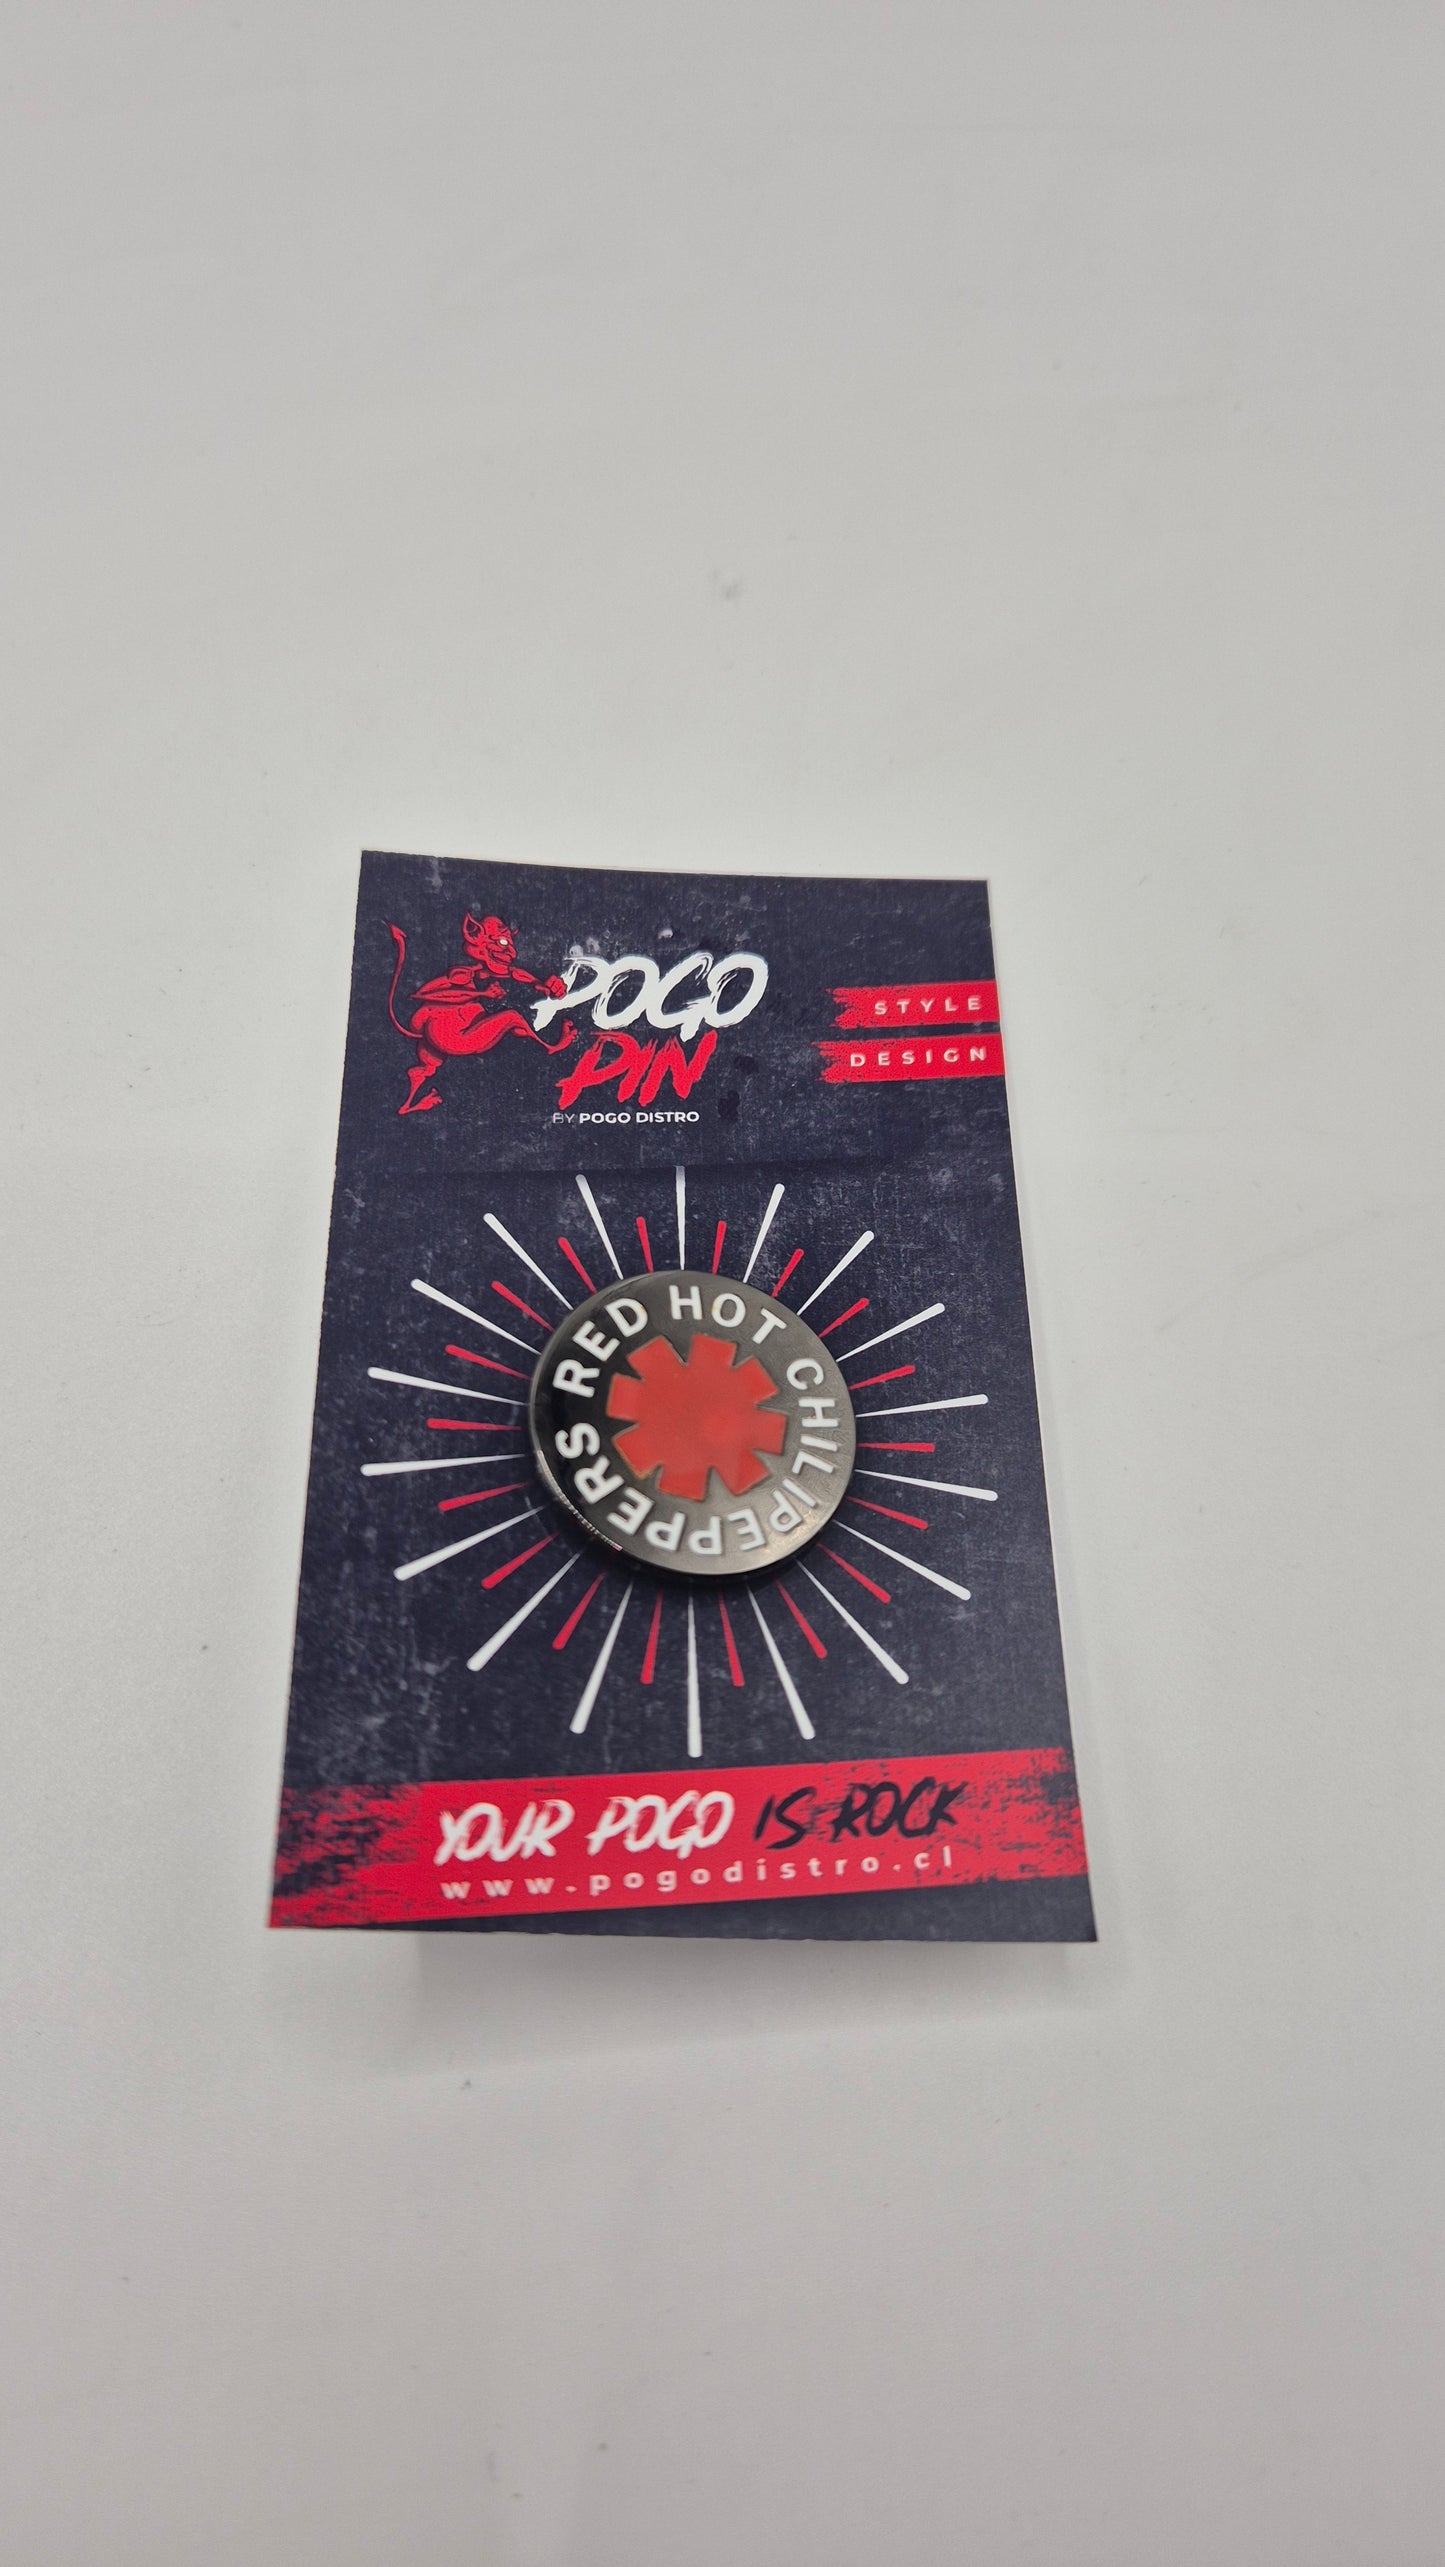 POGO
PIN
BY POGO DISTRO
STYLE
DESIGN
RED HOT CHILI PEPPERS
YOUR POGO IS ROCK
www.pogodistro.cl